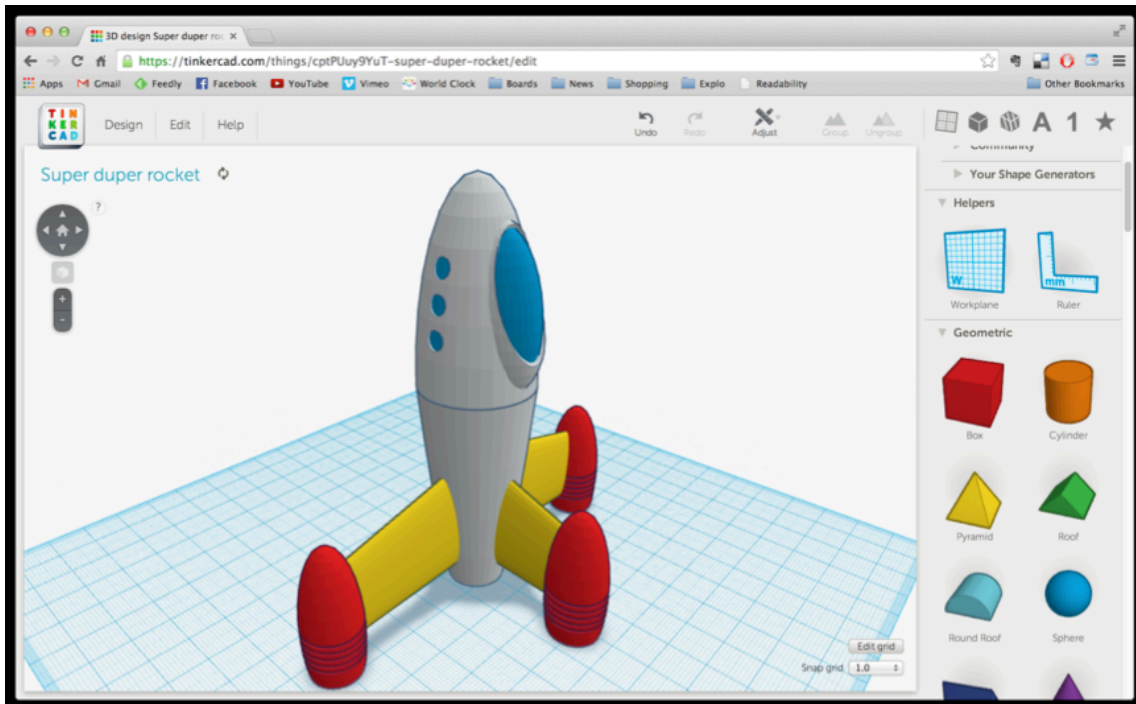 3D design Super duper roc
https://tinkercad.com/things/cptPUuy9YuT-super-duper-rocket/edit
Apps Gmail Feedly Facebook YouTube Vimeo World Clock Boards News Shopping Explo Readability Other Bookmarks
TIN
KER
CAD
Design Edit Help
Undo Redo Adjust Group Ungroup
A 1
Community
Super duper rocket
?
Your Shape Generators
Helpers
W
mm
Workplane Ruler
Geometric
Box Cylinder
Pyramid Roof
Round Roof Sphere
Edit grid
Snap grid 1.0